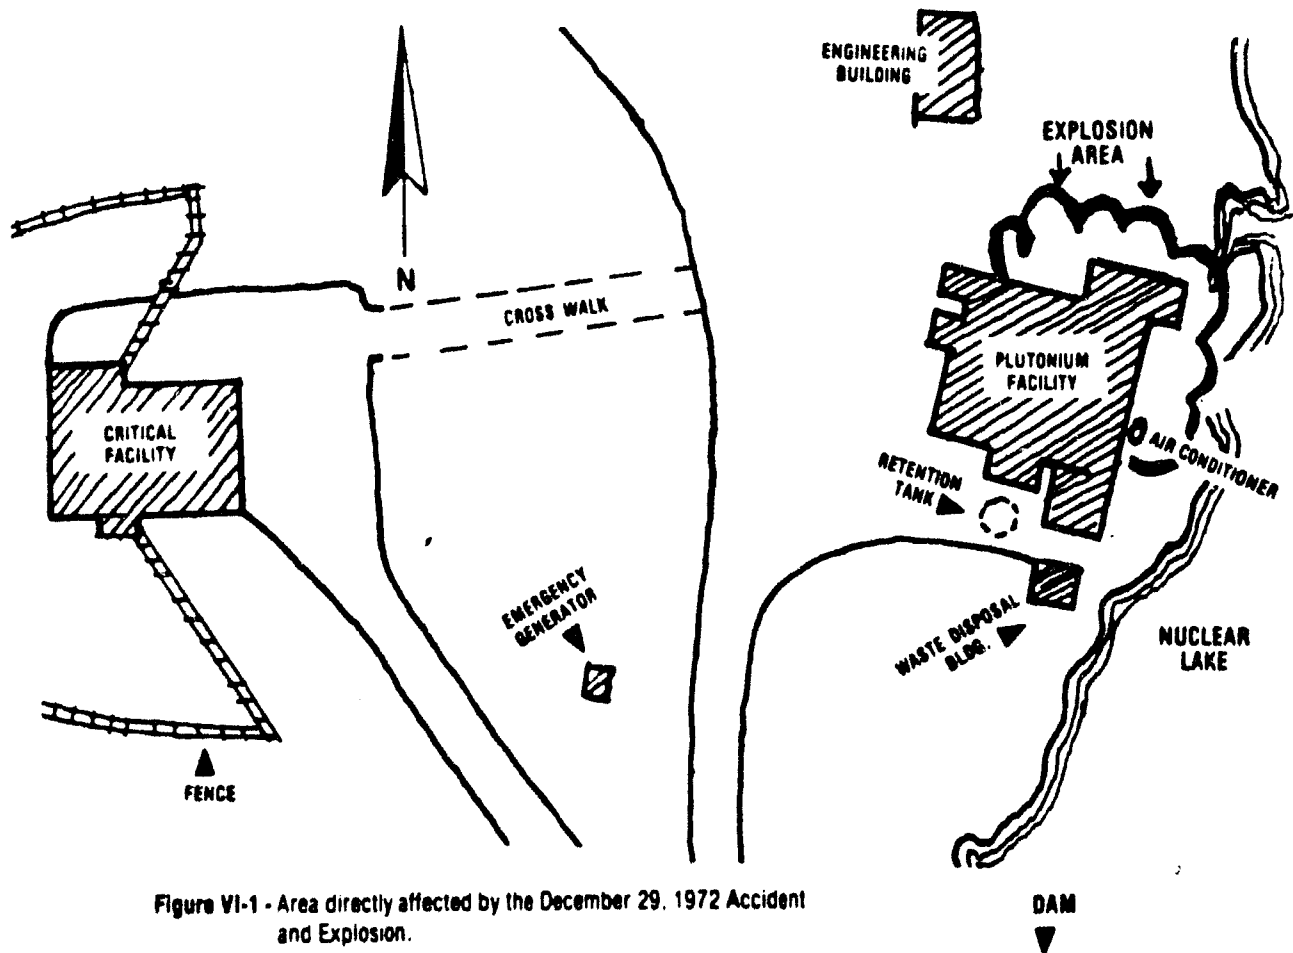 ENGINEERING
BUILDING
EXPLOSION
AREA
N
CROSS WALK
PLUTONIUM
FACILITY
CRITICAL
FACILITY
AIR CONDITIONER
RETENTION
TANK
EMERGENCY
GENERATOR
WASTE DISPOSAL
BLDG.
NUCLEAR
LAKE
FENCE
Figure VI-1 - Area directly affected by the December 29, 1972 Accident
and Explosion.
DAM